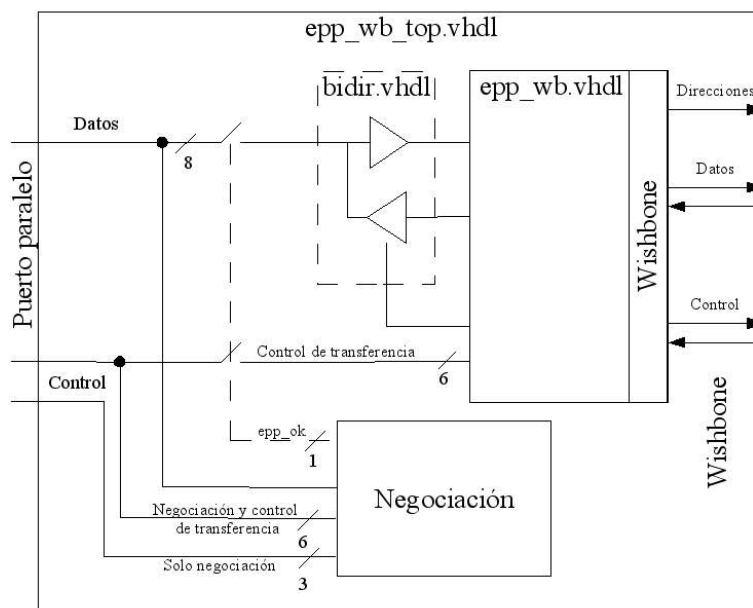 epp_wb_top.vhdl
bidir.vhdl
epp_wb.vhdl
Direcciones
Datos
8
Datos
Puerto paralelo
Wishbone
Control
Control de transferencia
6
Control
Wishbone
epp_ok
1
Negociación
Negociación y control
de transferencia
6
Solo negociación
3